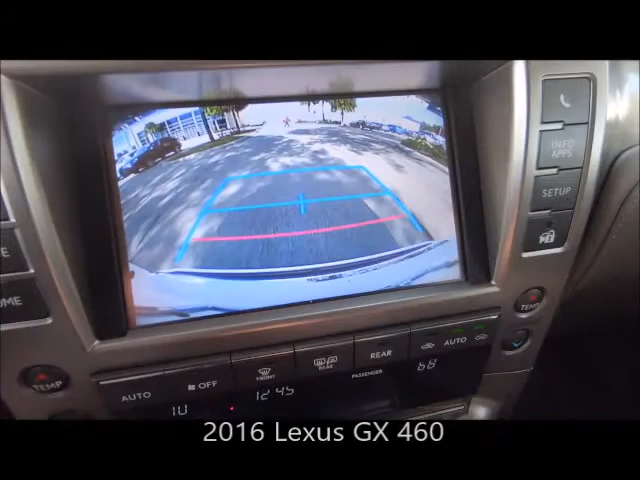 INFO
APPS
SETUP
OME
TEMP
TEMP
AUTO
OFF
FRONT
REAR
REAR
PASSENGER
AUTO
12:45
68
2016 Lexus GX 460